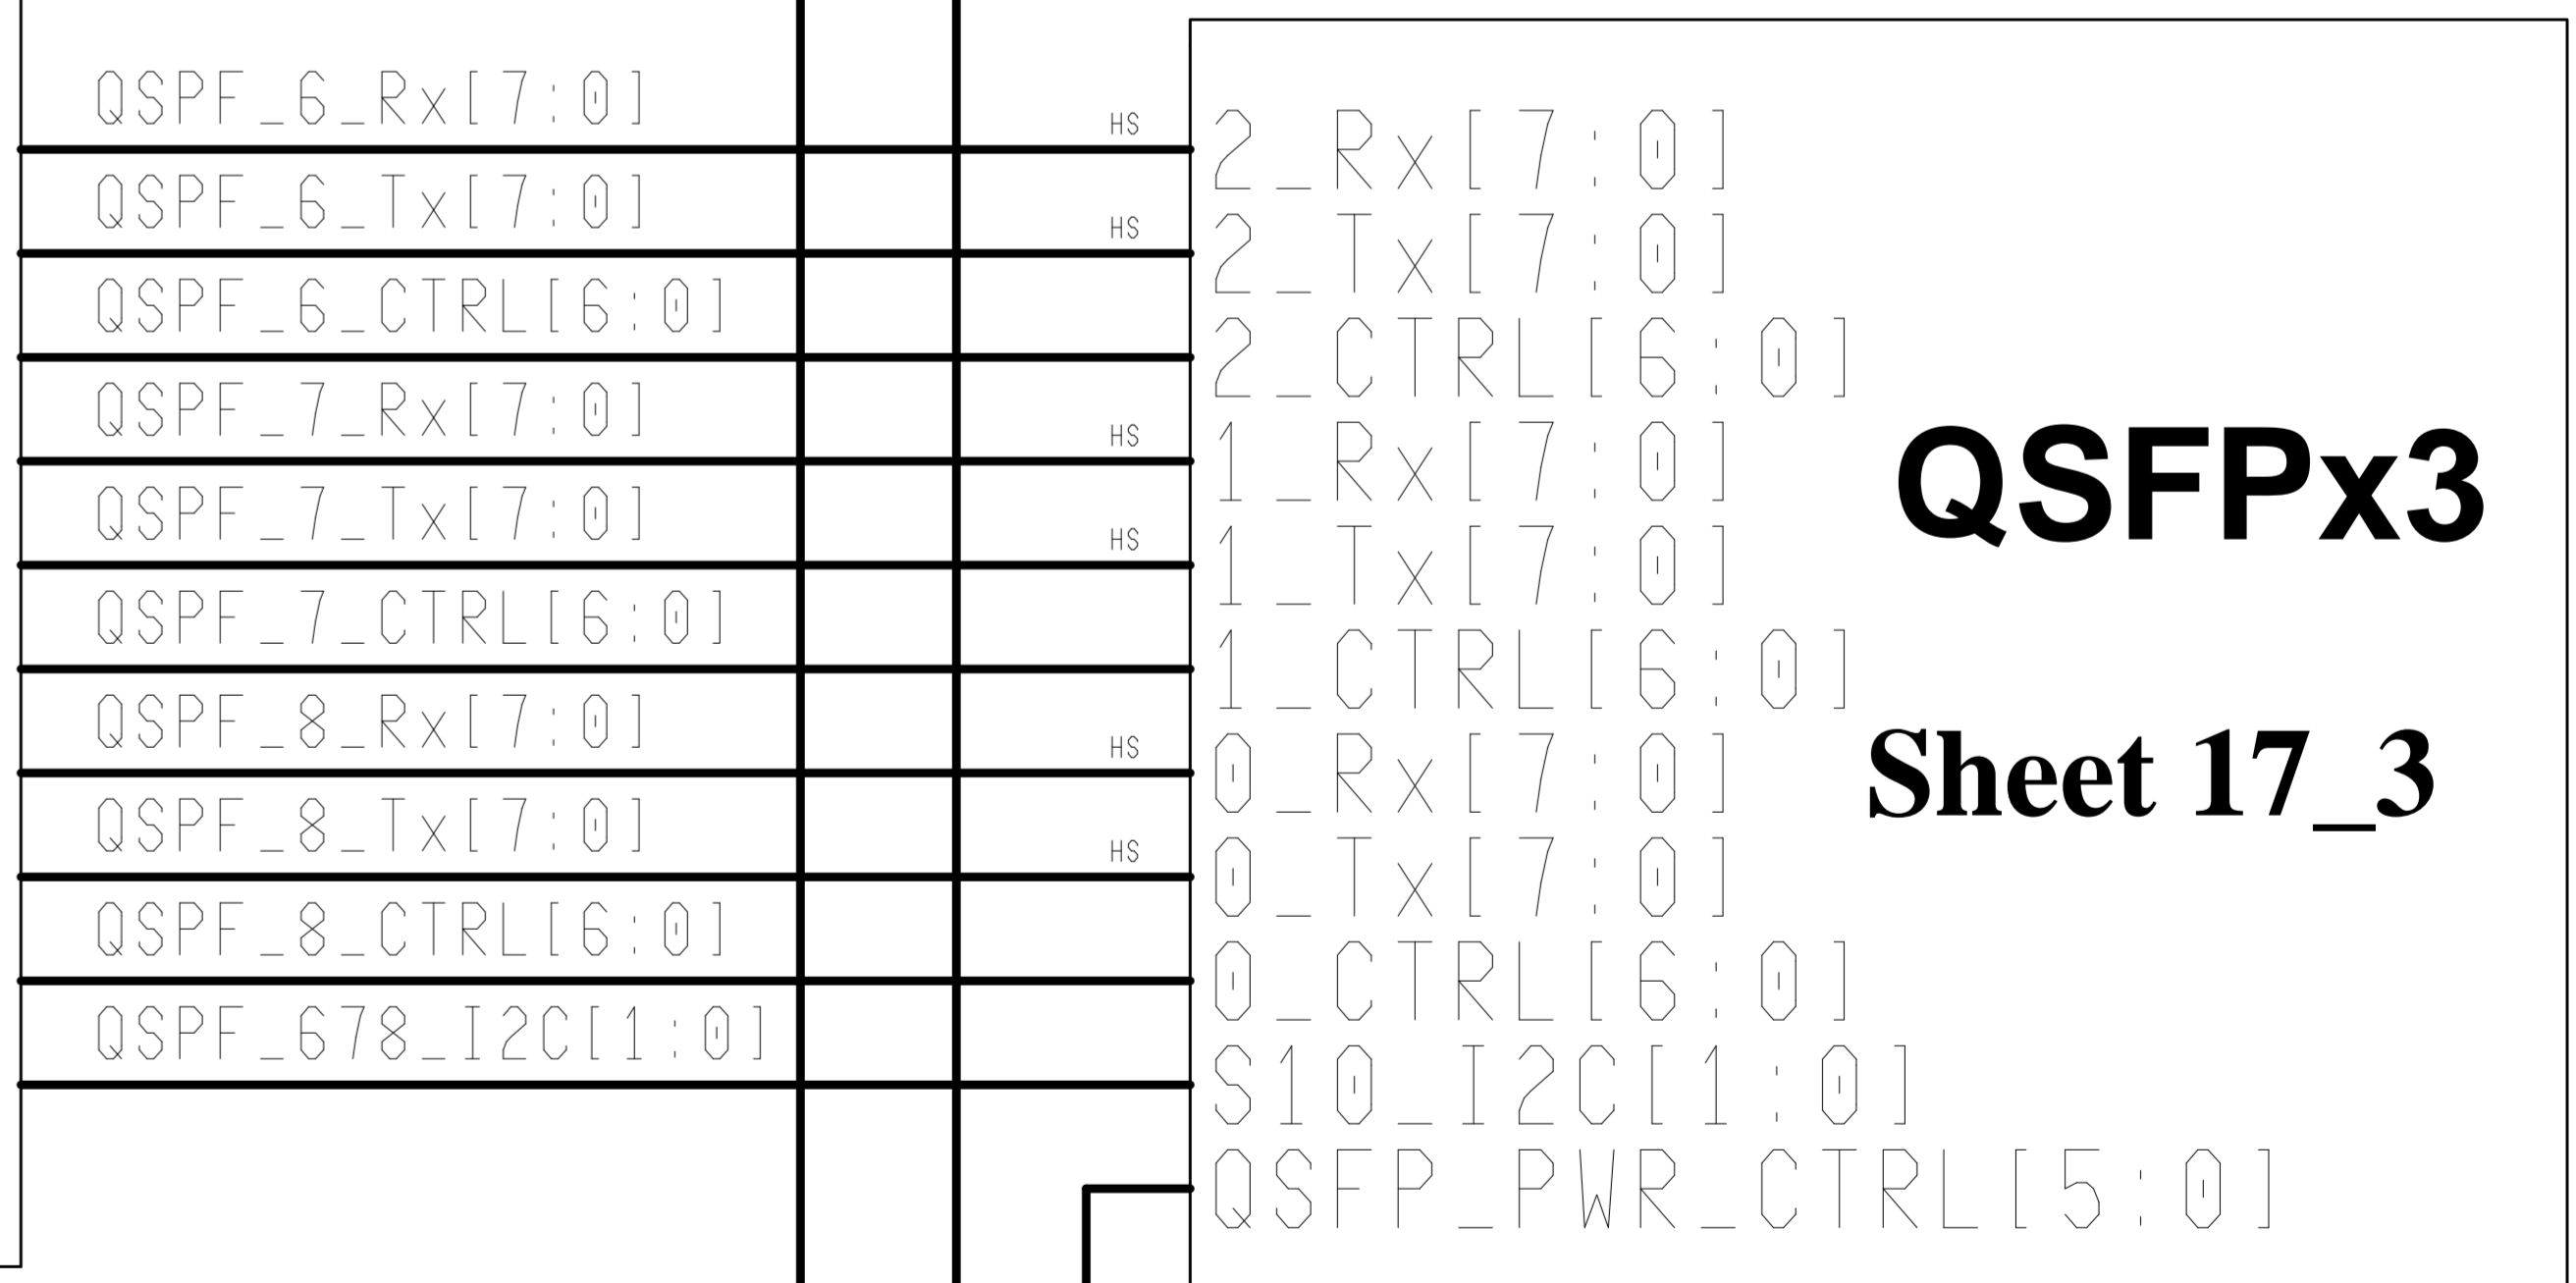 QSPF_6_Rx[7:0]
HS
QSPF_6_Tx[7:0]
HS
QSPF_6_CTRL[6:0]
QSPF_7_Rx[7:0]
HS
QSPF_7_Tx[7:0]
HS
QSPF_7_CTRL[6:0]
QSPF_8_Rx[7:0]
HS
QSPF_8_Tx[7:0]
HS
QSPF_8_CTRL[6:0]
QSPF_678_I2C[1:0]
2_Rx[7:0]
2_Tx[7:0]
2_CTRL[6:0]
1_Rx[7:0]
1_Tx[7:0]
1_CTRL[6:0]
0_Rx[7:0]
0_Tx[7:0]
0_CTRL[6:0]
S10_I2C[1:0]
QSFP_PWR_CTRL[5:0]
QSFPx3
Sheet 17_3